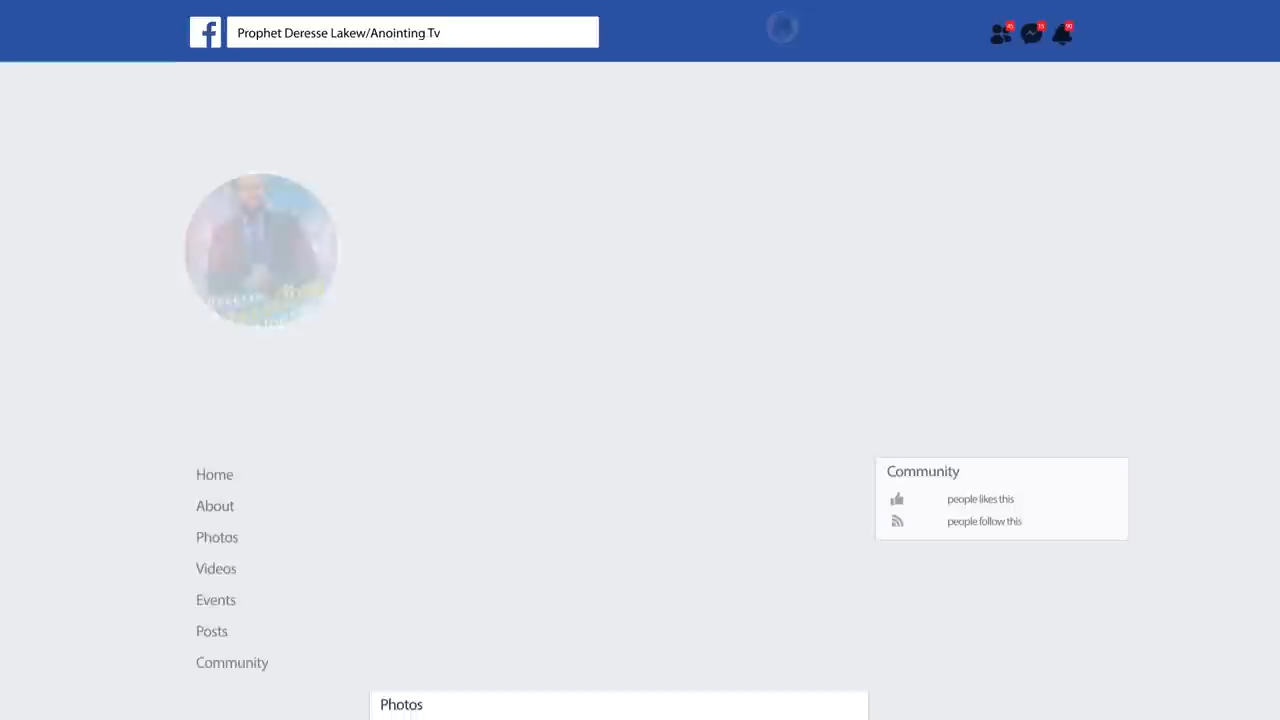 Prophet Deresse Lakew/Anointing Tv
Home
About
Photos
Videos
Events
Posts
Community
Community
people likes this
people follow this
Photos